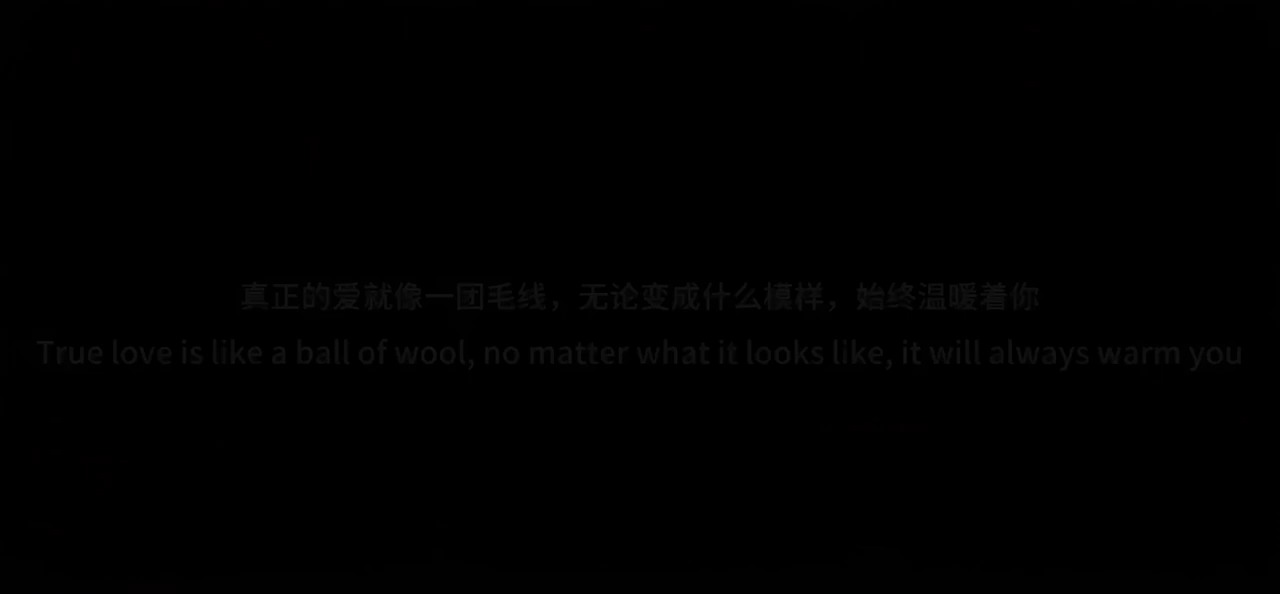 真正的爱就像一团毛线，无论变成什么模样，始终温暖着你
True love is like a ball of wool, no matter what it looks like, it will always warm you